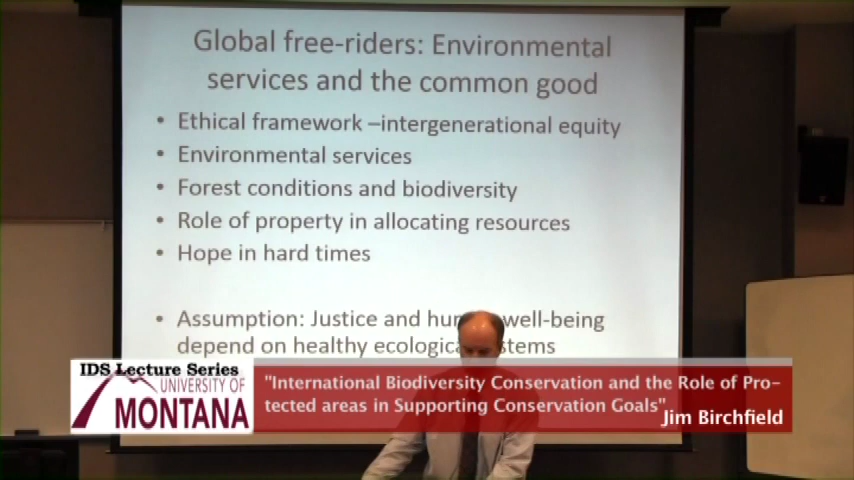 Global free-riders: Environmental
services and the common good
• Ethical framework –intergenerational equity
• Environmental services
• Forest conditions and biodiversity
• Role of property in allocating resources
• Hope in hard times
• Assumption: Justice and hum well-being
depend on healthy ecologica stems
IDS Lecture Series
UNIVERSITY OF
MONTANA
"International Biodiversity Conservation and the Role of Pro-
tected areas in Supporting Conservation Goals"
Jim Birchfield